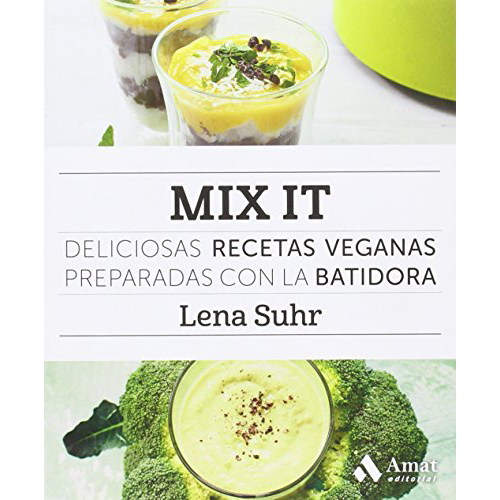 MIX IT
DELICIOSAS RECETAS VEGANAS
PREPARADAS CON LA BATIDORA
Lena Suhr
Amat
editorial